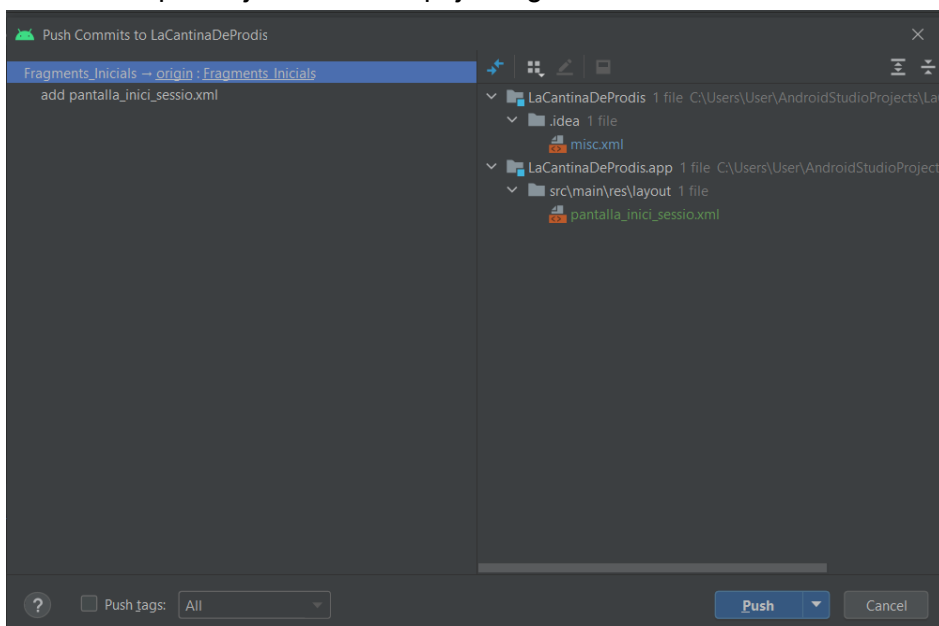 Push Commits to LaCantinaDeProdis
Fragments_Inicials → origin : Fragments_Inicials
add pantalla_inici_sessio.xml
LaCantinaDeProdis 1 file C:\Users\User\AndroidStudioProjects\La
.idea 1 file
misc.xml
LaCantinaDeProdis.app 1 file C:\Users\User\AndroidStudioProject
src\main\res\layout 1 file
pantalla_inici_sessio.xml
? Push tags: All Push Cancel